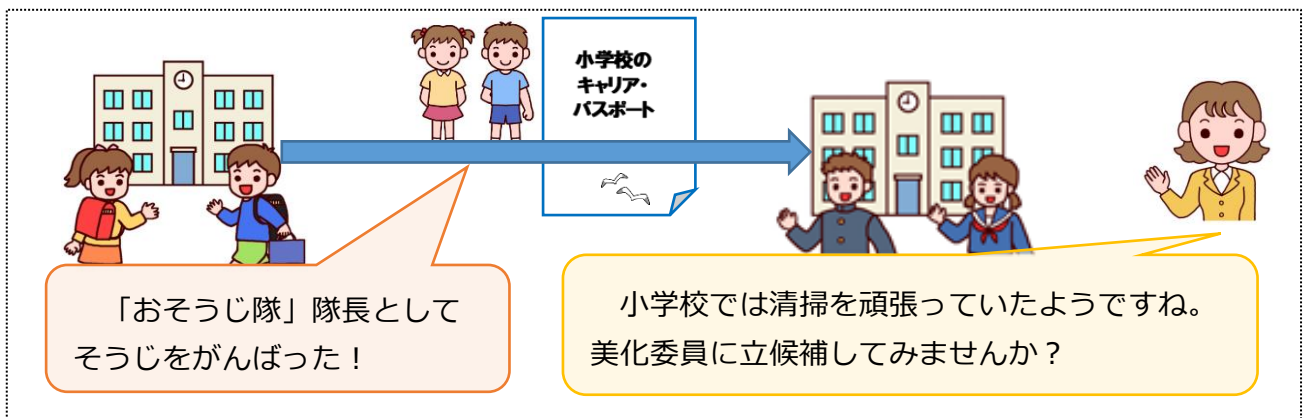 小学校の
キャリア・
パスポート
「おそうじ隊」隊長として
そうじをがんばった！
小学校では清掃を頑張っていたようですね。
美化委員に立候補してみませんか？